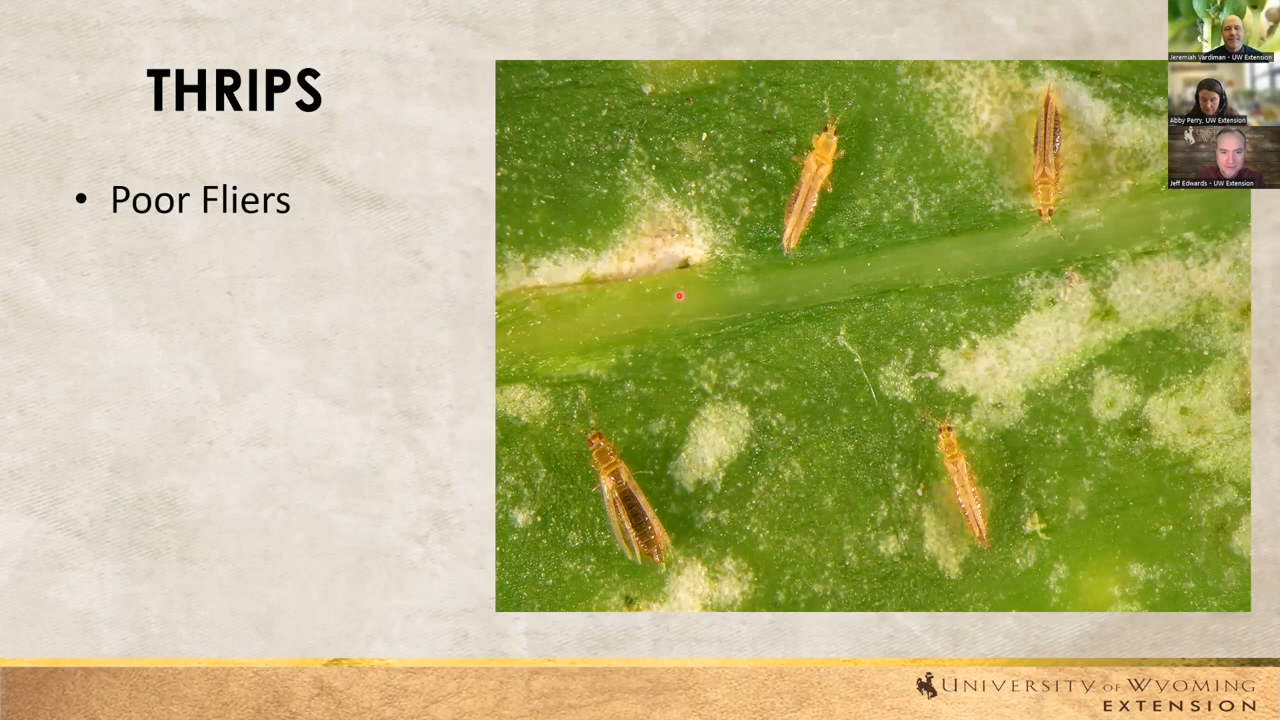 THRIPS
• Poor Fliers
Jeremiah Vardiman - UW Extension
Abby Perry, UW Extension
Jeff Edwards - UW Extension
UNIVERSITY OF WYOMING
EXTENSION